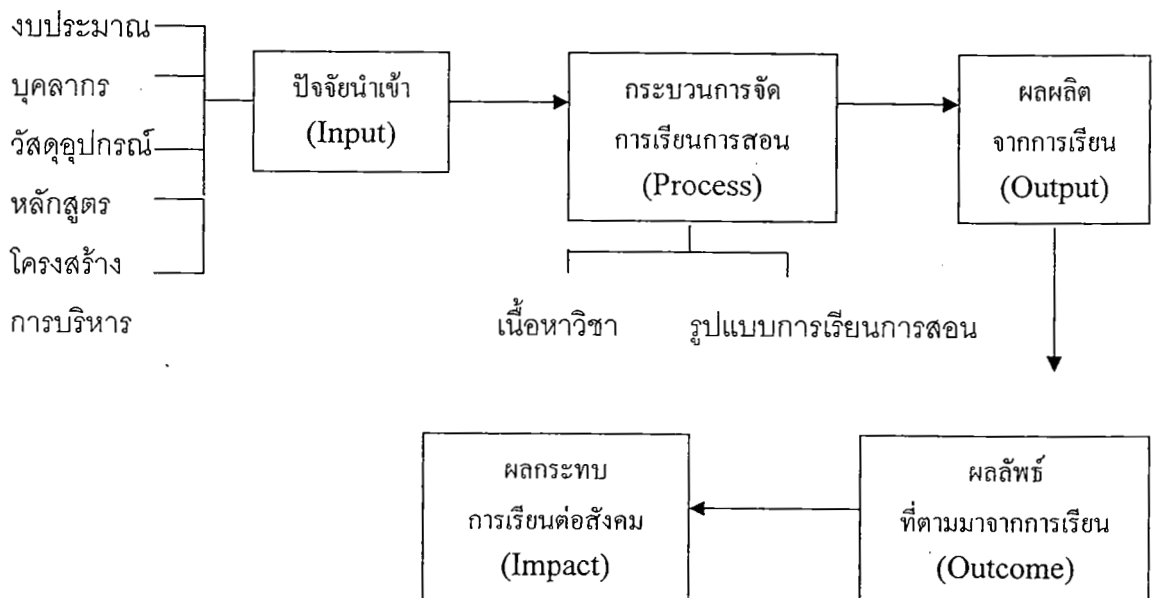 งบประมาณ
บุคลากร
วัสดุอุปกรณ์
หลักสูตร
โครงสร้าง
การบริหาร
ปัจจัยนำเข้า
(Input)
กระบวนการจัด
การเรียนการสอน
(Process)
ผลผลิต
จากการเรียน
(Output)
เนื้อหาวิชา
รูปแบบการเรียนการสอน
ผลกระทบ
การเรียนต่อสังคม
(Impact)
ผลลัพธ์
ที่ตามมาจากการเรียน
(Outcome)